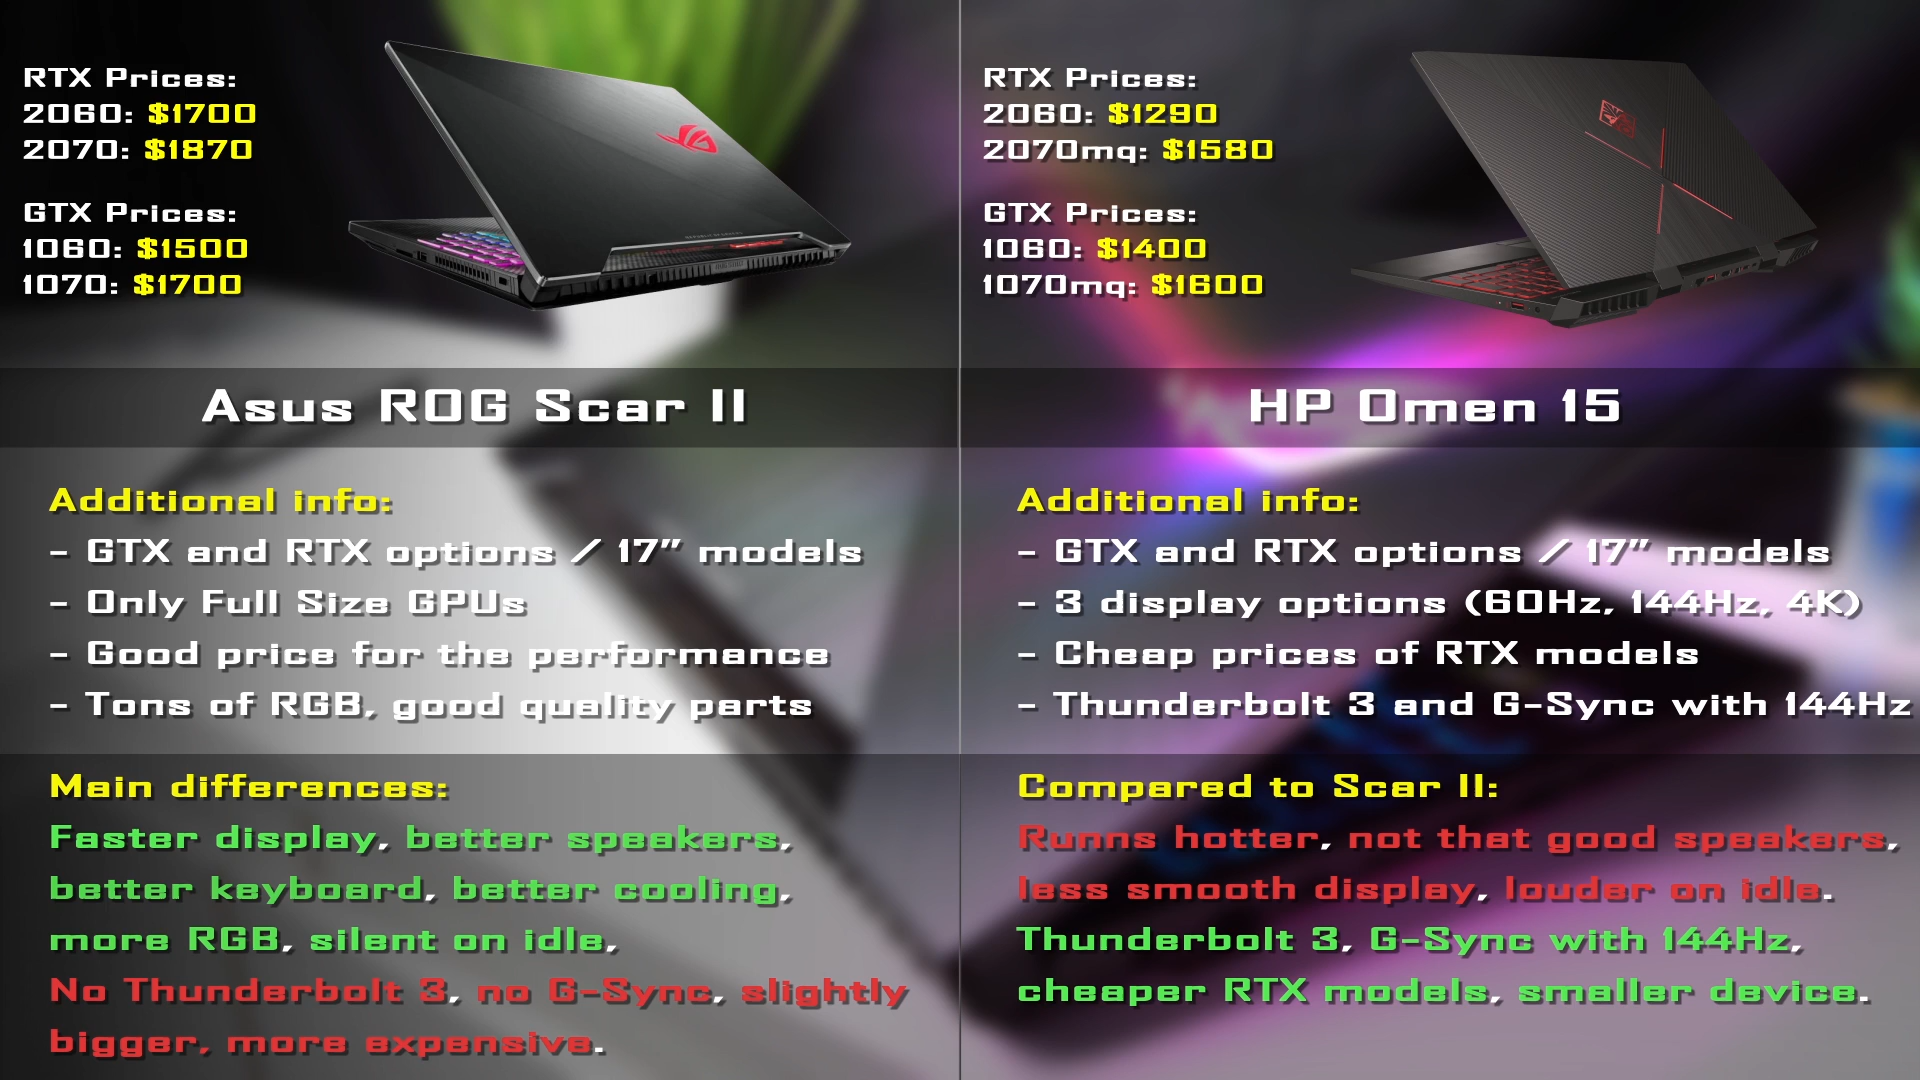 RTX Prices:
2060: $1700
2070: $1870
GTX Prices:
1060: $1500
1070: $1700
Asus ROG Scar II
Additional info:
- GTX and RTX options / 17" models
- Only Full Size GPUs
- Good price for the performance
- Tons of RGB, good quality parts
Main differences:
Faster display, better speakers,
better keyboard, better cooling,
more RGB, silent on idle,
No Thunderbolt 3, no G-Sync, slightly
bigger, more expensive.
RTX Prices:
2060: $1290
2070mq: $1580
GTX Prices:
1060: $1400
1070mq: $1600
HP Omen 15
Additional info:
- GTX and RTX options / 17" models
- 3 display options (60Hz, 144Hz, 4K)
- Cheap prices of RTX models
- Thunderbolt 3 and G-Sync with 144Hz
Compared to Scar II:
Runns hotter, not that good speakers,
less smooth display, louder on idle.
Thunderbolt 3, G-Sync with 144Hz,
cheaper RTX models, smaller device.